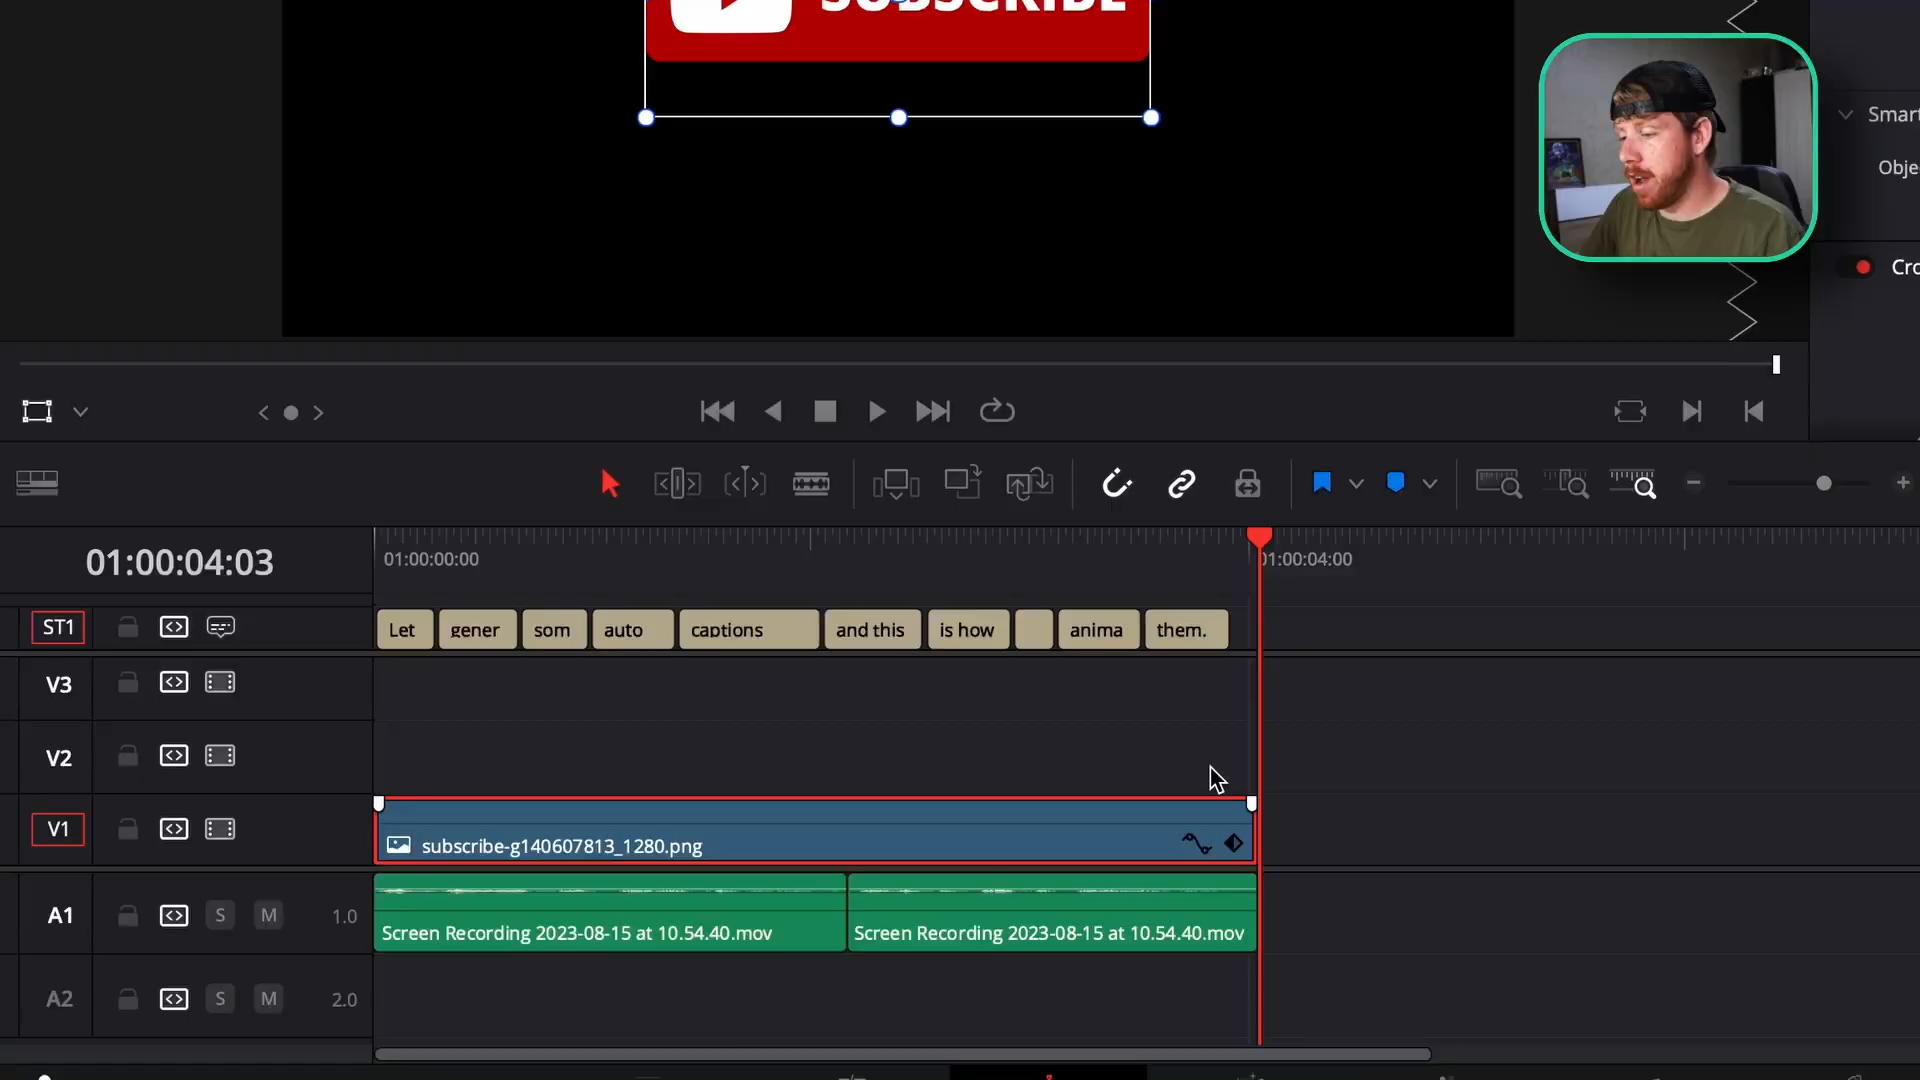 SUBSCRIBE
Smart
Obje
Cro
01:00:04:03
01:00:00:00
01:00:04:00
ST1
Let
gener
som
auto
captions
and this
is how
anima
them.
V3
V2
V1
subscribe-g140607813_1280.png
A1
S
M
1.0
Screen Recording 2023-08-15 at 10.54.40.mov
Screen Recording 2023-08-15 at 10.54.40.mov
A2
S
M
2.0